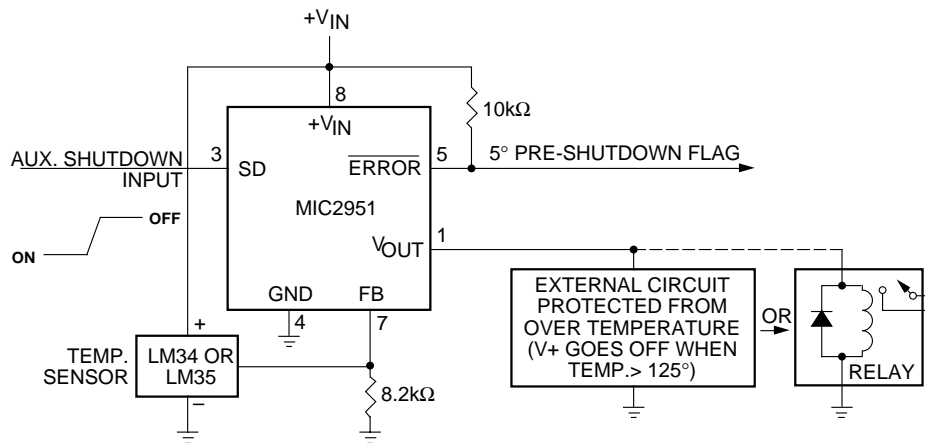 +VIN
8
+VIN
10kΩ
AUX. SHUTDOWN
INPUT
3
SD
ERROR
5
5° PRE-SHUTDOWN FLAG
MIC2951
OFF
ON
VOUT
1
GND
FB
4
7
EXTERNAL CIRCUIT
PROTECTED FROM
OVER TEMPERATURE
(V+ GOES OFF WHEN
TEMP.> 125°)
OR
RELAY
TEMP.
SENSOR
+
LM34 OR
LM35
–
8.2kΩ